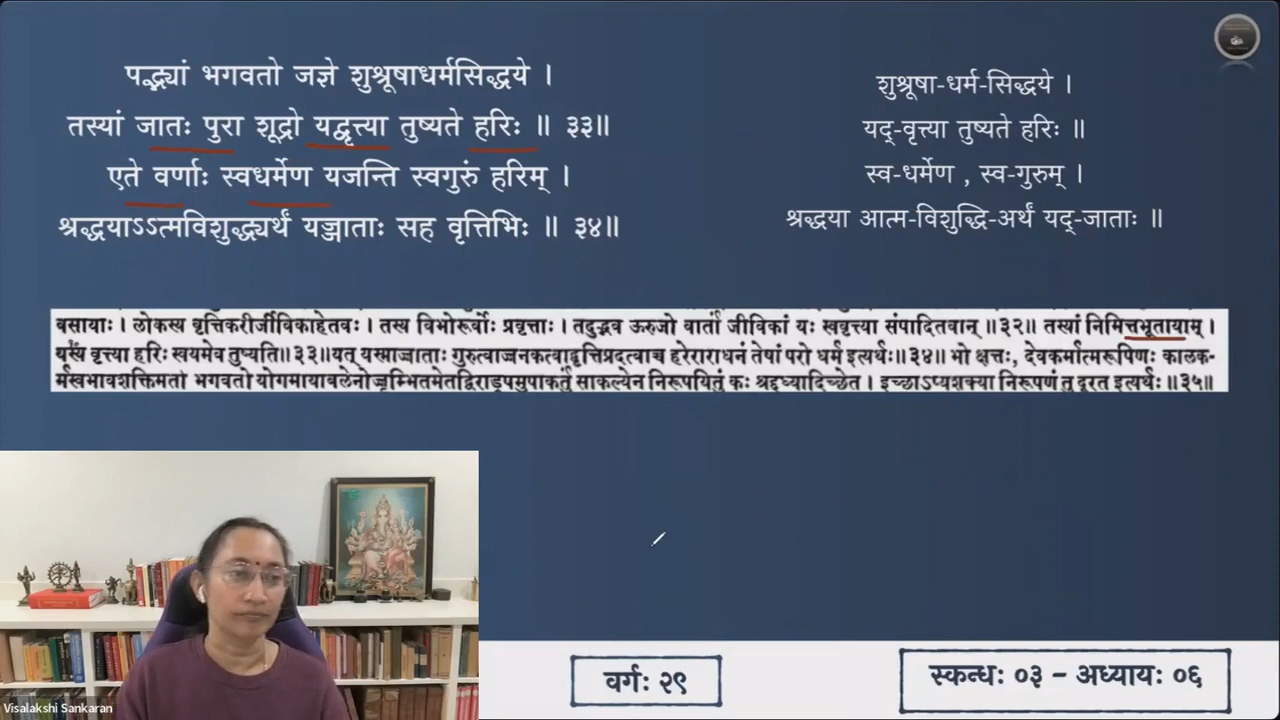 पद्भ्यां भगवतो जज्ञे शुश्रूषाधर्मसिद्धये ।
तस्यां जातः पुरा शूद्रो यद्वृत्त्या तुष्यते हरिः ॥ ३३॥
एते वर्णाः स्वधर्मेण यजन्ति स्वगुरुं हरिम् ।
श्रद्धयाऽऽत्मविशुद्ध्यर्थं यज्जाताः सह वृत्तिभिः ॥ ३४॥
शुश्रूषा-धर्म-सिद्धये ।
यद्-वृत्त्या तुष्यते हरिः ॥
स्व-धर्मेण , स्व-गुरुम् ।
श्रद्धया आत्म-विशुद्धि-अर्थं यद्-जाताः ॥
वसायाः । लोकस्य वृत्तिकरीर्जीविकाहेतवः । तस्य विभोरूर्वोः प्रवृत्ताः । तदुद्भव ऊरुजो वार्तां जीविकां यः स्ववृत्त्या संपादितवान् ॥३२॥ तस्यां निमित्तभूतायाम् ।
यस्य वृत्त्या हरिः स्वयमेव तुष्यति॥३३॥यत् यस्माज्जाताः गुरुत्वाज्जनकत्वाद्वृत्तिप्रदत्वाच्च हरेराराधनं तेषां परो धर्म इत्यर्थः॥३४॥ भो क्षत्तः, दैवकर्मात्मरूपिणः कालक-
र्मस्वभावशक्तिमतो भगवतो योगमायाबलेनोज्जृम्भितमेतद्विराड्रूपमुपाकर्तुं साकल्येन निरूपयितुं कः श्रद्दध्यादिच्छेत् । इच्छाऽप्यशक्या निरूपणं तु दूरत इत्यर्थः ॥३५॥
Visalakshi Sankaran
वर्गः २९
स्कन्धः ०३ – अध्यायः ०६